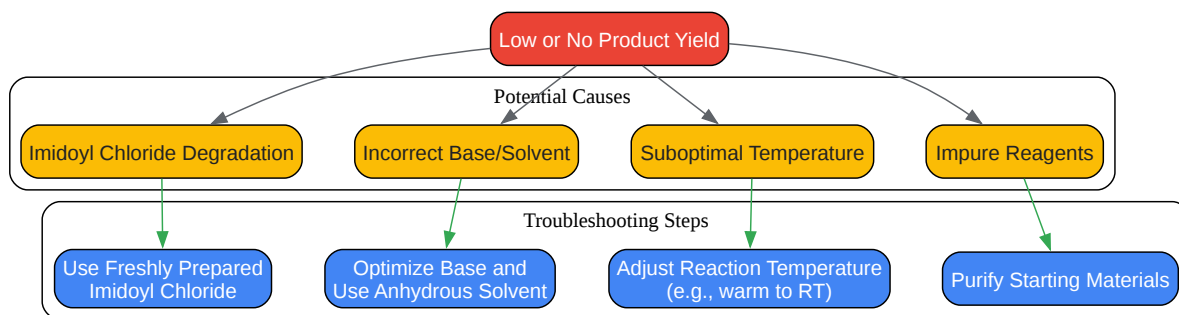 Low or No Product Yield
Potential Causes
Imidoyl Chloride Degradation
Incorrect Base/Solvent
Suboptimal Temperature
Impure Reagents
Troubleshooting Steps
Use Freshly Prepared
Imidoyl Chloride
Optimize Base and
Use Anhydrous Solvent
Adjust Reaction Temperature
(e.g., warm to RT)
Purify Starting Materials